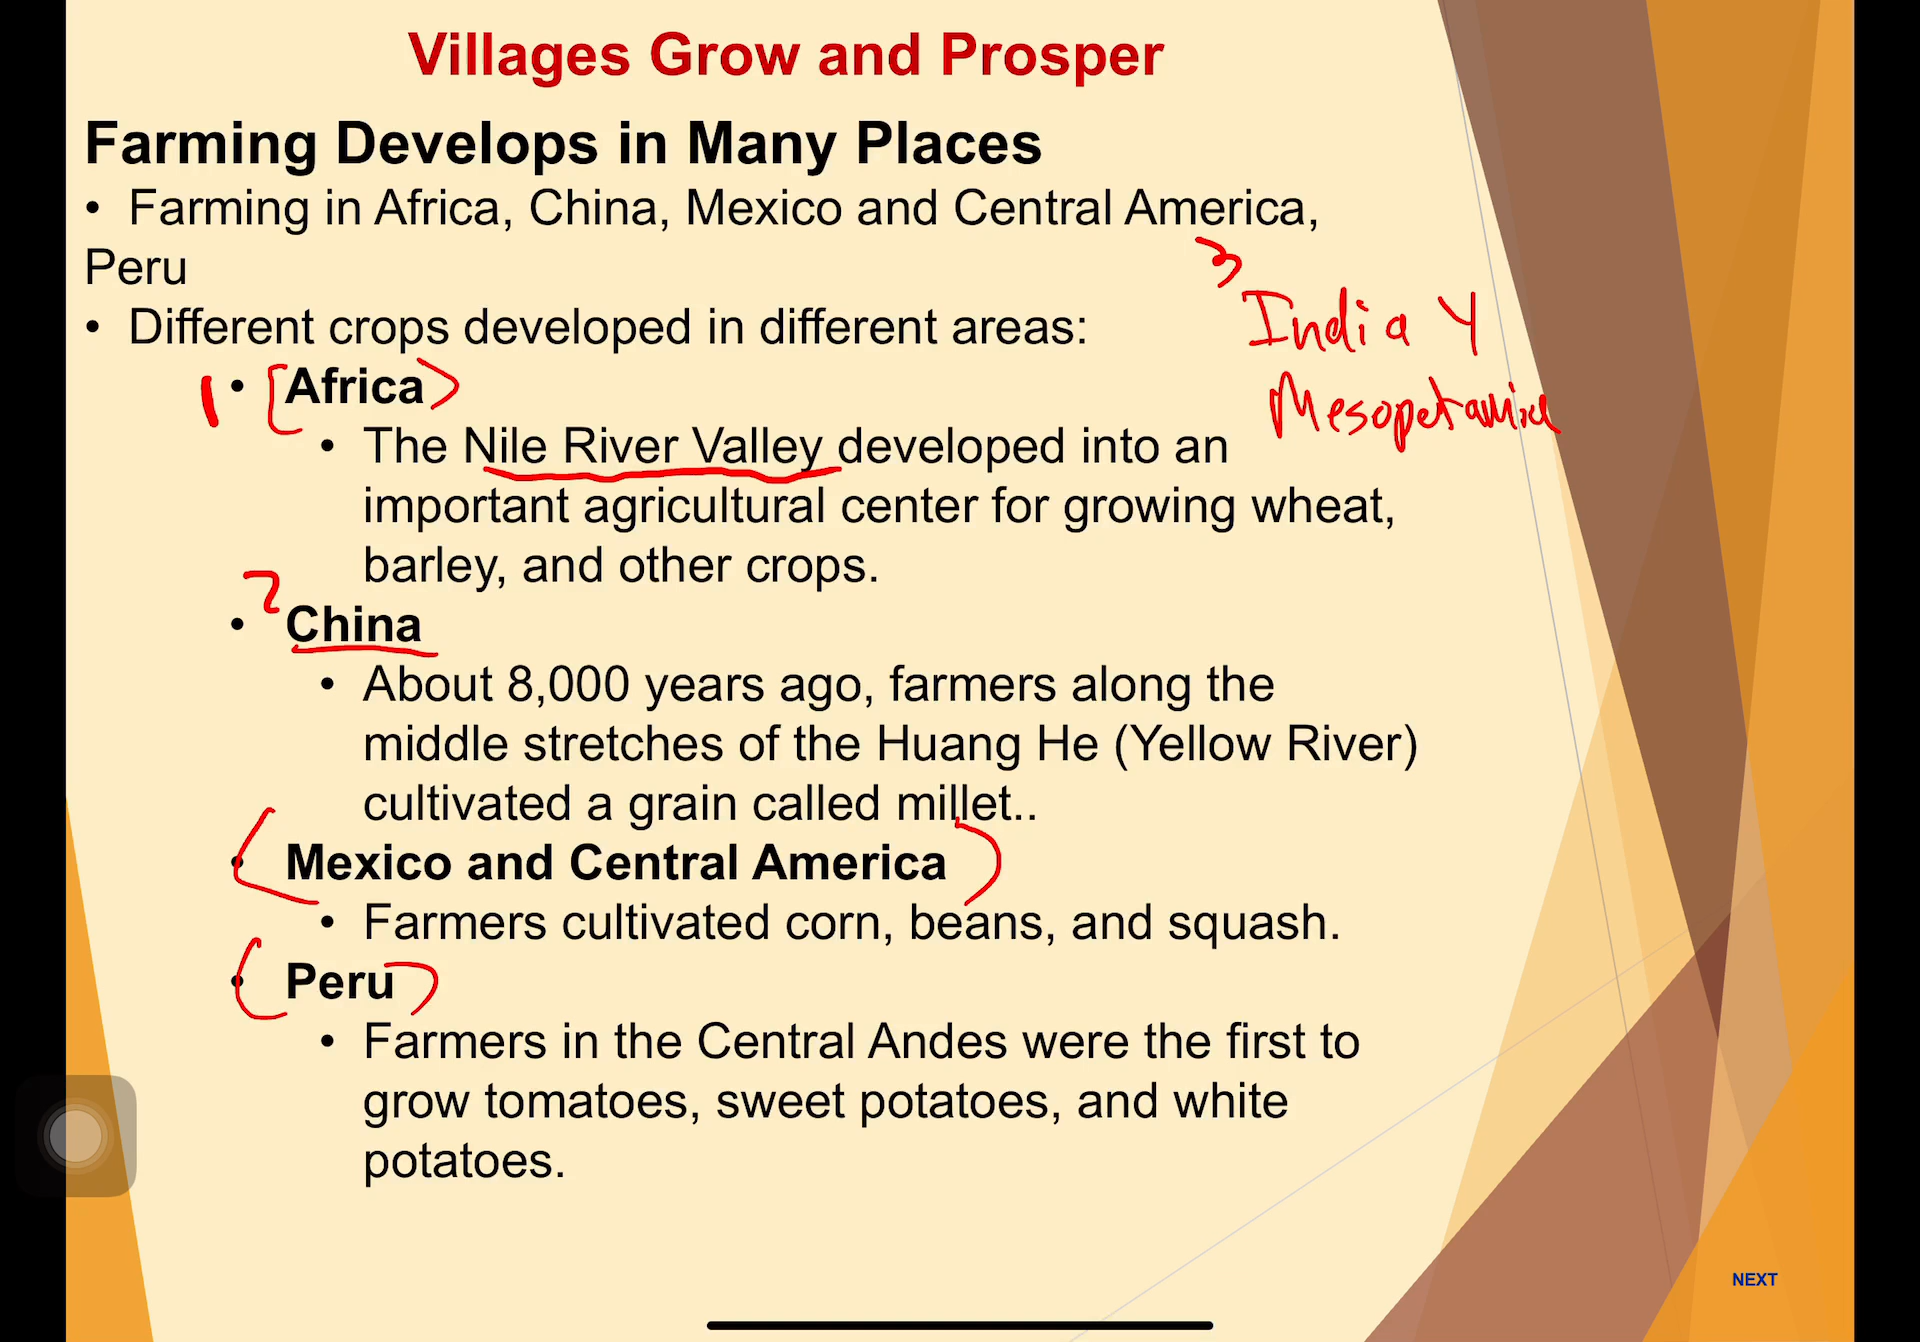 Villages Grow and Prosper
Farming Develops in Many Places
• Farming in Africa, China, Mexico and Central America,
Peru
3
• Different crops developed in different areas:
India Y
1 • Africa
Mesopotamia
• The Nile River Valley developed into an
important agricultural center for growing wheat,
barley, and other crops.
2
• China
• About 8,000 years ago, farmers along the
middle stretches of the Huang He (Yellow River)
cultivated a grain called millet..
• Mexico and Central America
• Farmers cultivated corn, beans, and squash.
• Peru
• Farmers in the Central Andes were the first to
grow tomatoes, sweet potatoes, and white
potatoes.
NEXT